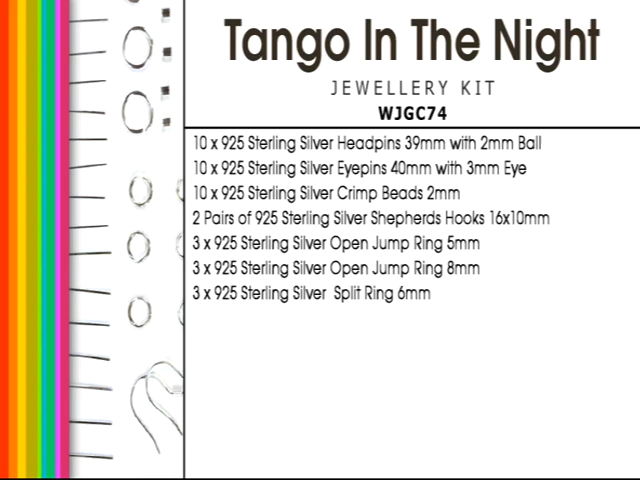 Tango In The Night
JEWELLERY KIT
WJGC74
10 x 925 Sterling Silver Headpins 39mm with 2mm Ball
10 x 925 Sterling Silver Eyepins 40mm with 3mm Eye
10 x 925 Sterling Silver Crimp Beads 2mm
2 Pairs of 925 Sterling Silver Shepherds Hooks 16x10mm
3 x 925 Sterling Silver Open Jump Ring 5mm
3 x 925 Sterling Silver Open Jump Ring 8mm
3 x 925 Sterling Silver Split Ring 6mm